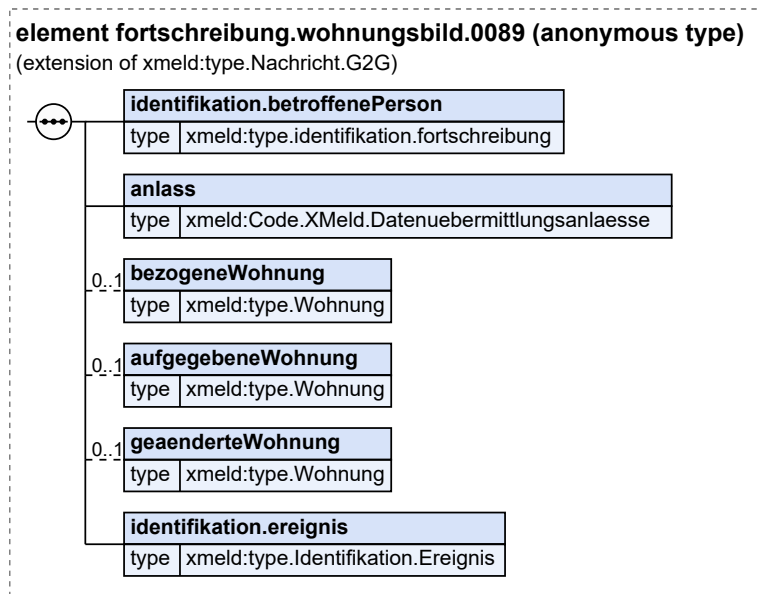 element fortschreibung.wohnungsbild.0089 (anonymous type)
(extension of xmeld:type.Nachricht.G2G)
identifikation.betroffenePerson
type xmeld:type.identifikation.fortschreibung
anlass
type xmeld:Code.XMeld.Datenuebermittlungsanlaesse
0..1 bezogeneWohnung
type xmeld:type.Wohnung
0..1 aufgegebeneWohnung
type xmeld:type.Wohnung
0..1 geaenderteWohnung
type xmeld:type.Wohnung
identifikation.ereignis
type xmeld:type.Identifikation.Ereignis